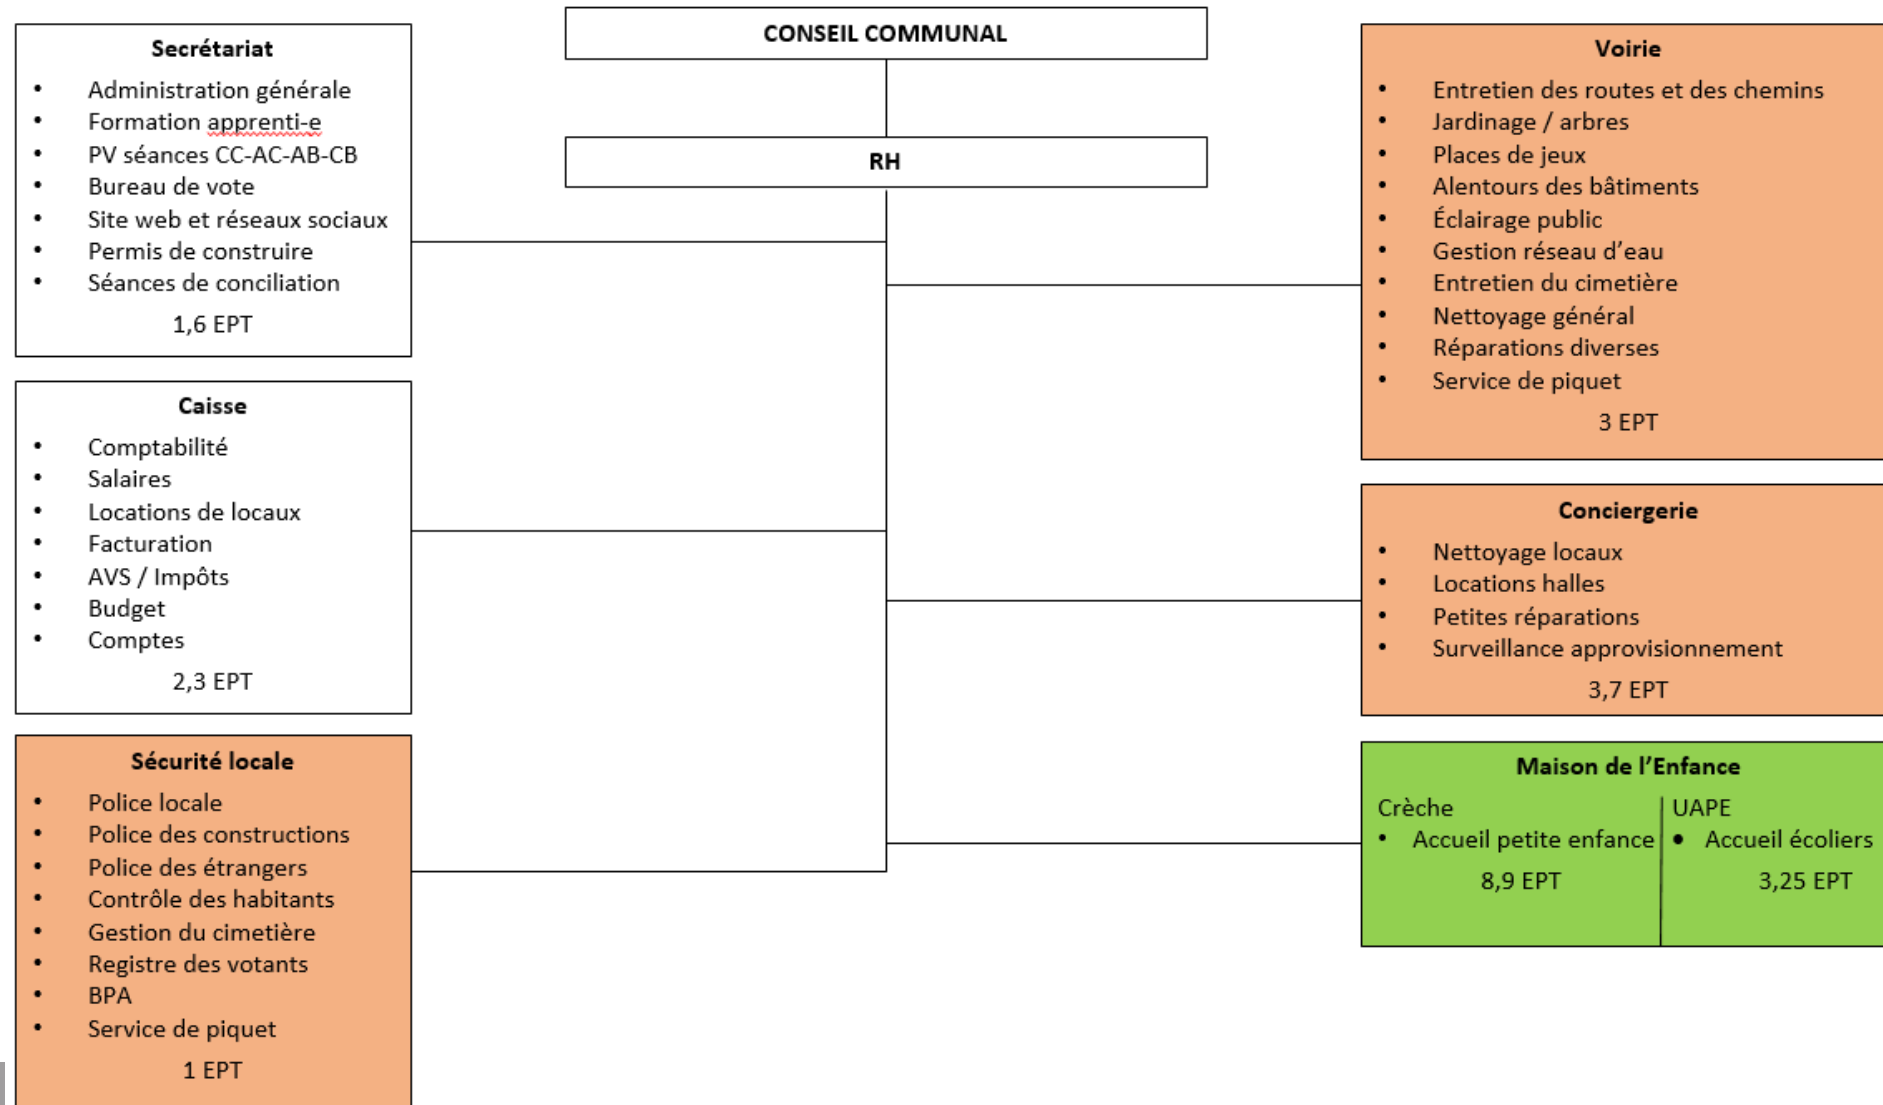 CONSEIL COMMUNAL
RH
Secrétariat
• Administration générale
• Formation apprenti-e
• PV séances CC-AC-AB-CB
• Bureau de vote
• Site web et réseaux sociaux
• Permis de construire
• Séances de conciliation
1,6 EPT
Caisse
• Comptabilité
• Salaires
• Locations de locaux
• Facturation
• AVS / Impôts
• Budget
• Comptes
2,3 EPT
Sécurité locale
• Police locale
• Police des constructions
• Police des étrangers
• Contrôle des habitants
• Gestion du cimetière
• Registre des votants
• BPA
• Service de piquet
1 EPT
Voirie
• Entretien des routes et des chemins
• Jardinage / arbres
• Places de jeux
• Alentours des bâtiments
• Éclairage public
• Gestion réseau d’eau
• Entretien du cimetière
• Nettoyage général
• Réparations diverses
• Service de piquet
3 EPT
Conciergerie
• Nettoyage locaux
• Locations halles
• Petites réparations
• Surveillance approvisionnement
3,7 EPT
Maison de l’Enfance
Crèche
• Accueil petite enfance
8,9 EPT
UAPE
• Accueil écoliers
3,25 EPT